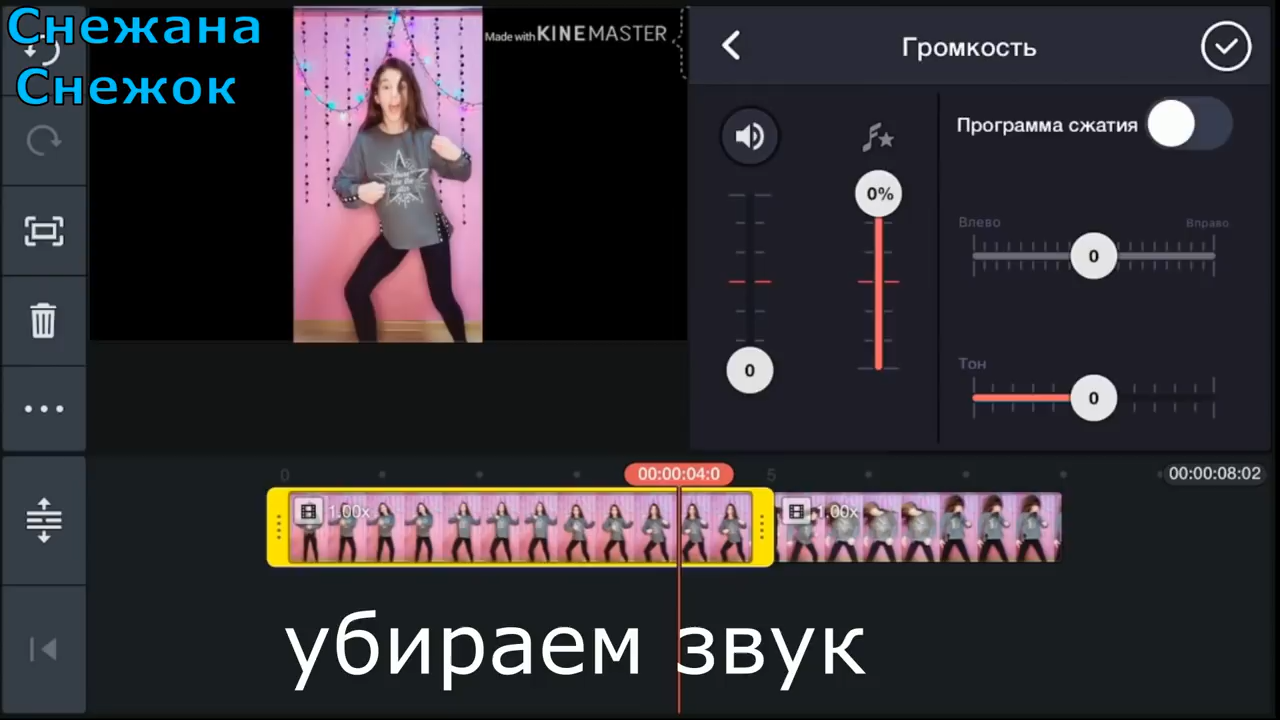 Снежана
Снежок
Made with KINEMASTER
Громкость
Программа сжатия
0%
Влево Вправо
0
0
Тон
0
0 00:00:04:0 5 00:00:08:02
1.00x 1.00x
убираем звук